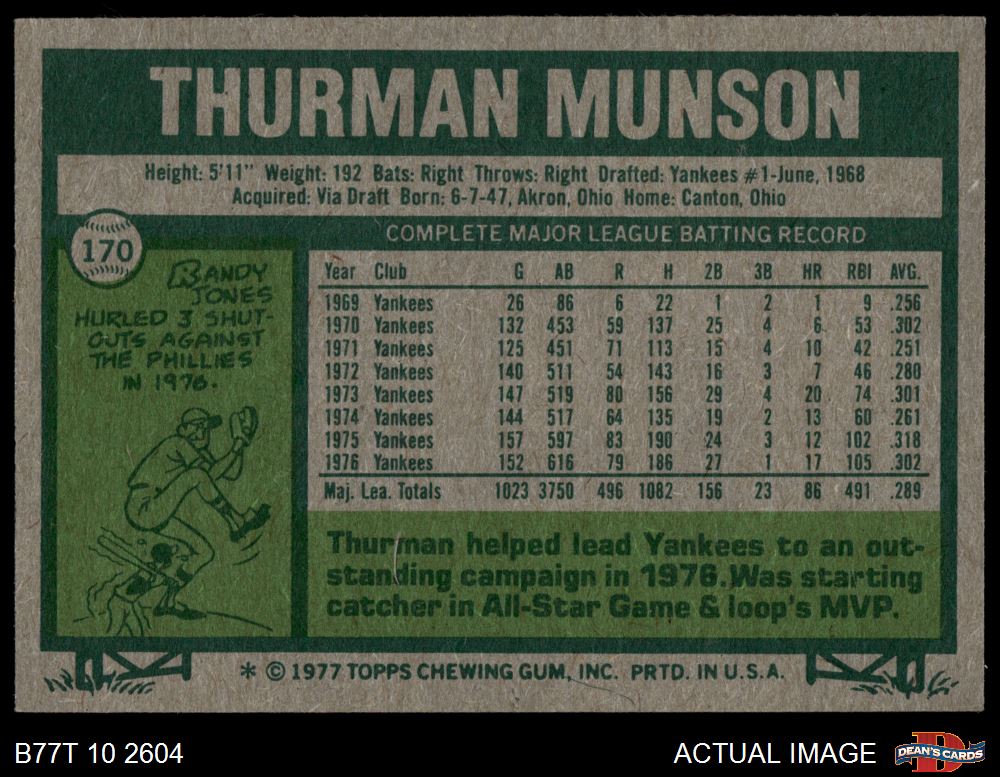 THURMAN MUNSON
Height: 5'11" Weight: 192 Bats: Right Throws: Right Drafted: Yankees #1-June, 1968
Acquired: Via Draft Born: 6-7-47, Akron, Ohio Home: Canton, Ohio
170
RANDY
JONES
HURLED 3 SHUT-
OUTS AGAINST
THE PHILLIES
IN 1976.
COMPLETE MAJOR LEAGUE BATTING RECORD
Year Club G AB R H 2B 3B HR RBI AVG.
1969 Yankees 26 86 6 22 1 2 1 9 .256
1970 Yankees 132 453 59 137 25 4 6 53 .302
1971 Yankees 125 451 71 113 15 4 10 42 .251
1972 Yankees 140 511 54 143 16 3 7 46 .280
1973 Yankees 147 519 80 156 29 4 20 74 .301
1974 Yankees 144 517 64 135 19 2 13 60 .261
1975 Yankees 157 597 83 190 24 3 12 102 .318
1976 Yankees 152 616 79 186 27 1 17 105 .302
Maj. Lea. Totals 1023 3750 496 1082 156 23 86 491 .289
Thurman helped lead Yankees to an out-
standing campaign in 1976. Was starting
catcher in All-Star Game & loop's MVP.
* © 1977 TOPPS CHEWING GUM, INC. PRTD. IN U.S.A.
B77T 10 2604
ACTUAL IMAGE
D
DEAN'S CARDS